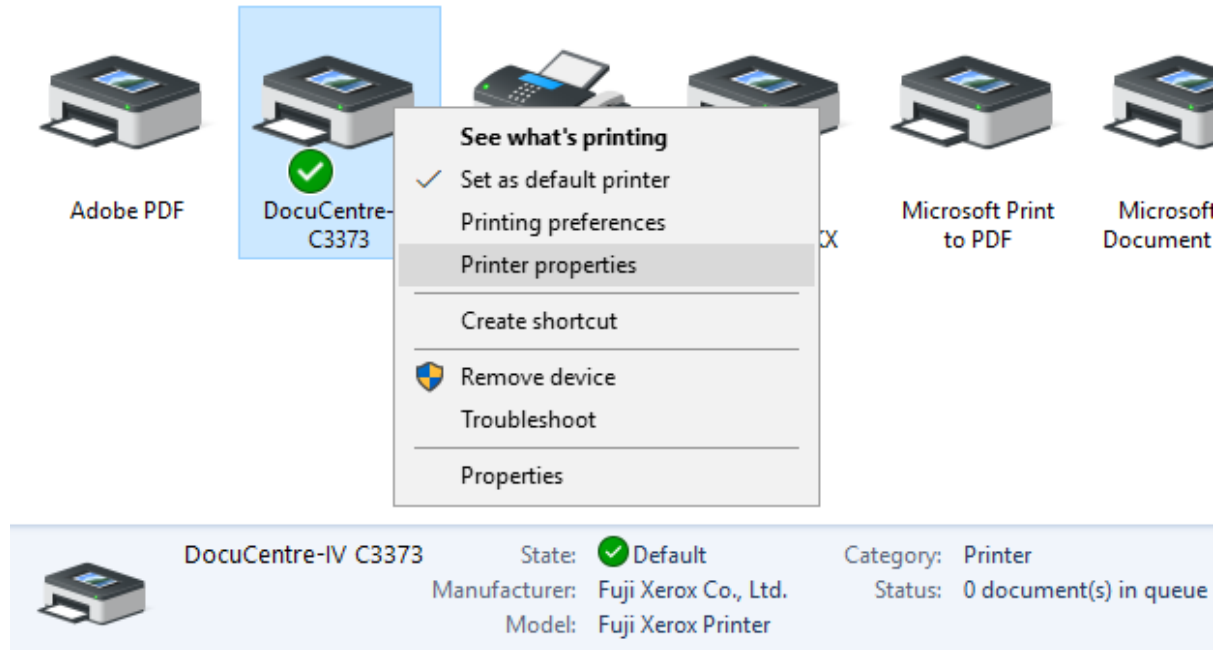 Adobe PDF
DocuCentre-
C3373
See what's printing
Set as default printer
Printing preferences
Printer properties
Create shortcut
Remove device
Troubleshoot
Properties
Microsoft Print
to PDF
Microsoft
Document
DocuCentre-IV C3373
State: Default
Category: Printer
Manufacturer: Fuji Xerox Co., Ltd.
Status: 0 document(s) in queue
Model: Fuji Xerox Printer